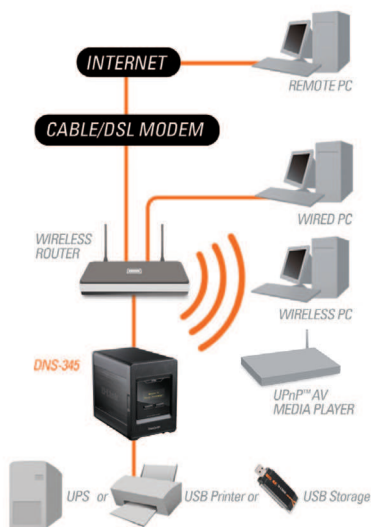 INTERNET
REMOTE PC
CABLE/DSL MODEM
WIRED PC
WIRELESS
ROUTER
WIRELESS PC
DNS-345
UPnP™ AV
MEDIA PLAYER
UPS or USB Printer or USB Storage